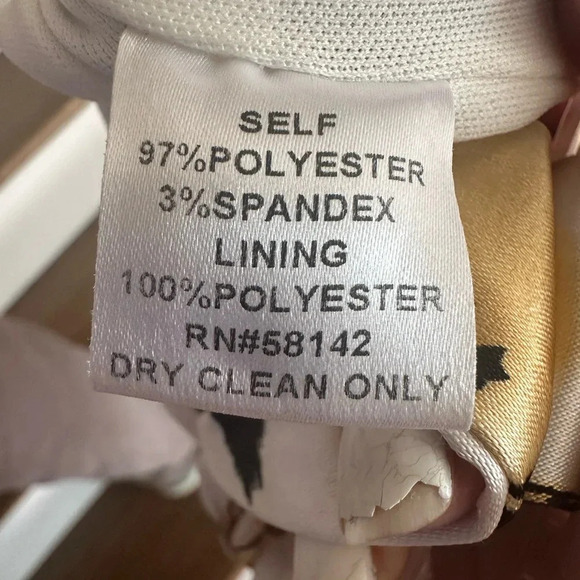 SELF
97%POLYESTER
3%SPANDEX
LINING
100%POLYESTER
RN#58142
DRY CLEAN ONLY